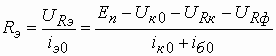 Rэ = URэ / iэ0 = (Eп − Uк0 − URк − URф) / (iк0 + iб0)